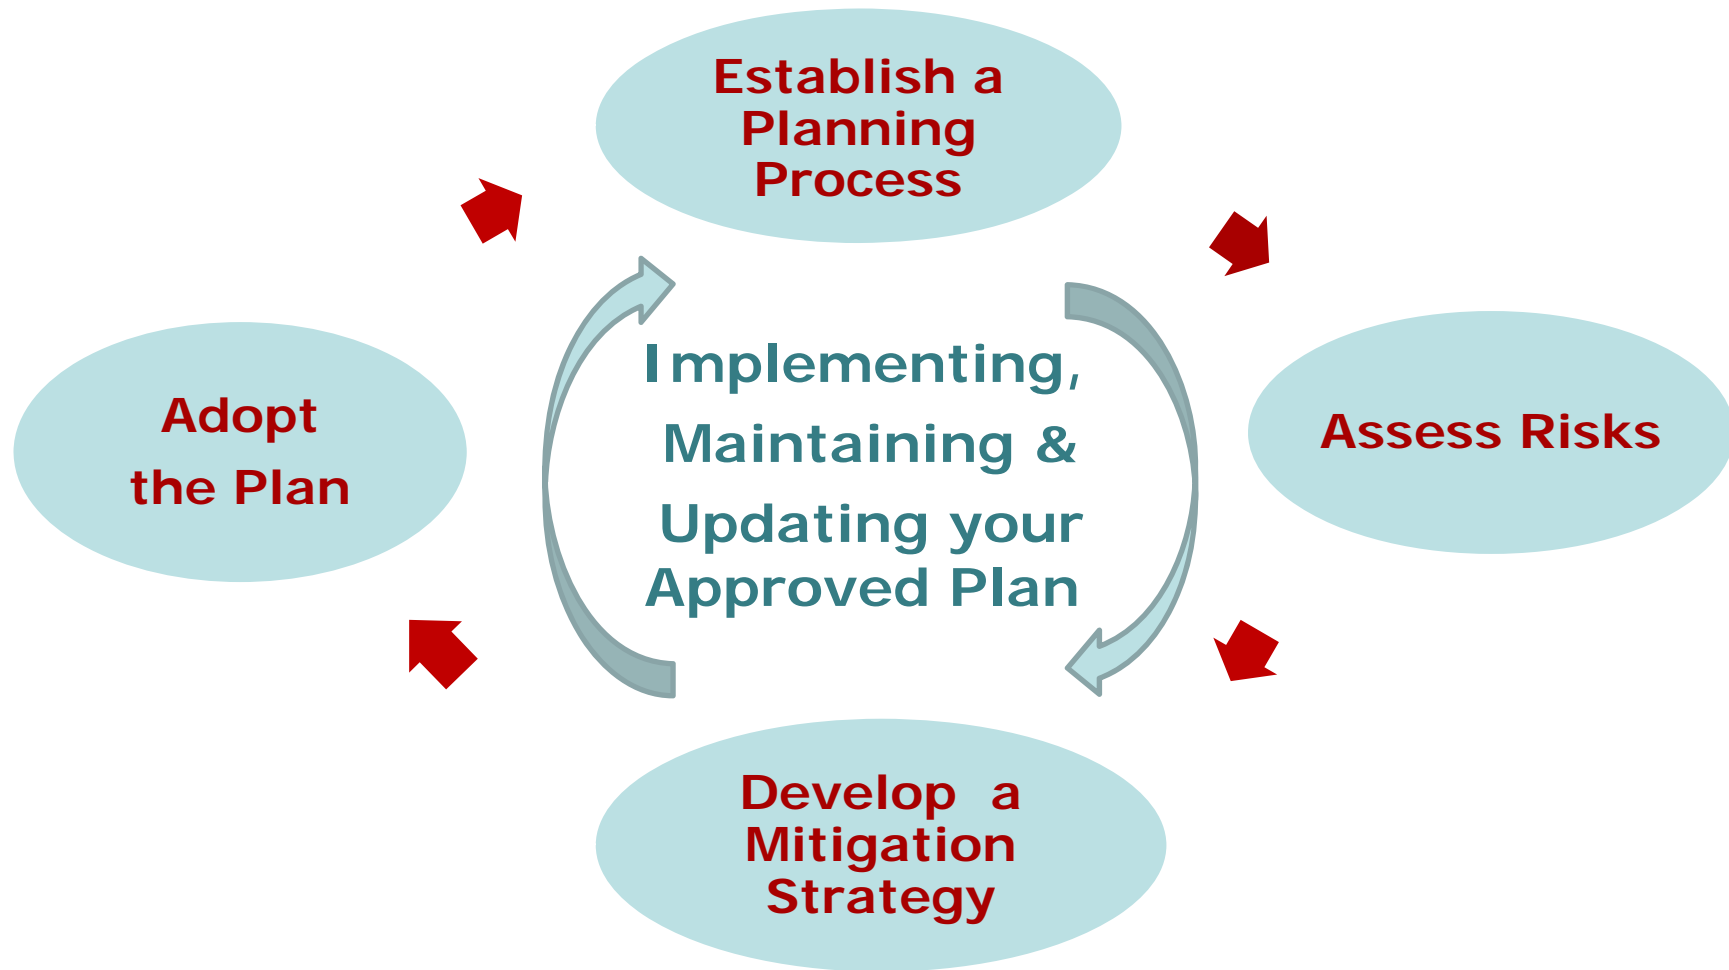 Establish a
Planning
Process
Implementing,
Maintaining &
Updating your
Approved Plan
Adopt
the Plan
Assess Risks
Develop a
Mitigation
Strategy